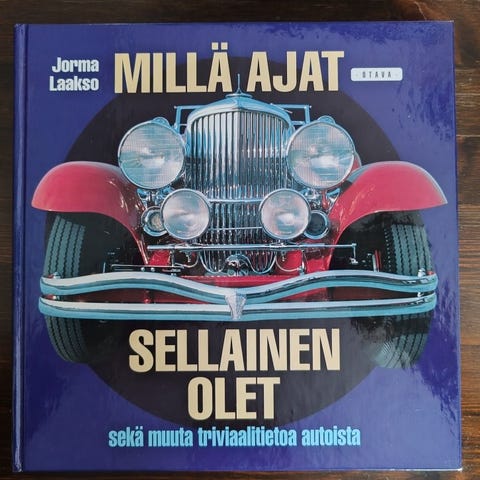 Jorma
Laakso
MILLÄ AJAT
OTAVA
SELLAINEN
OLET
sekä muuta triviaalitietoa autoista